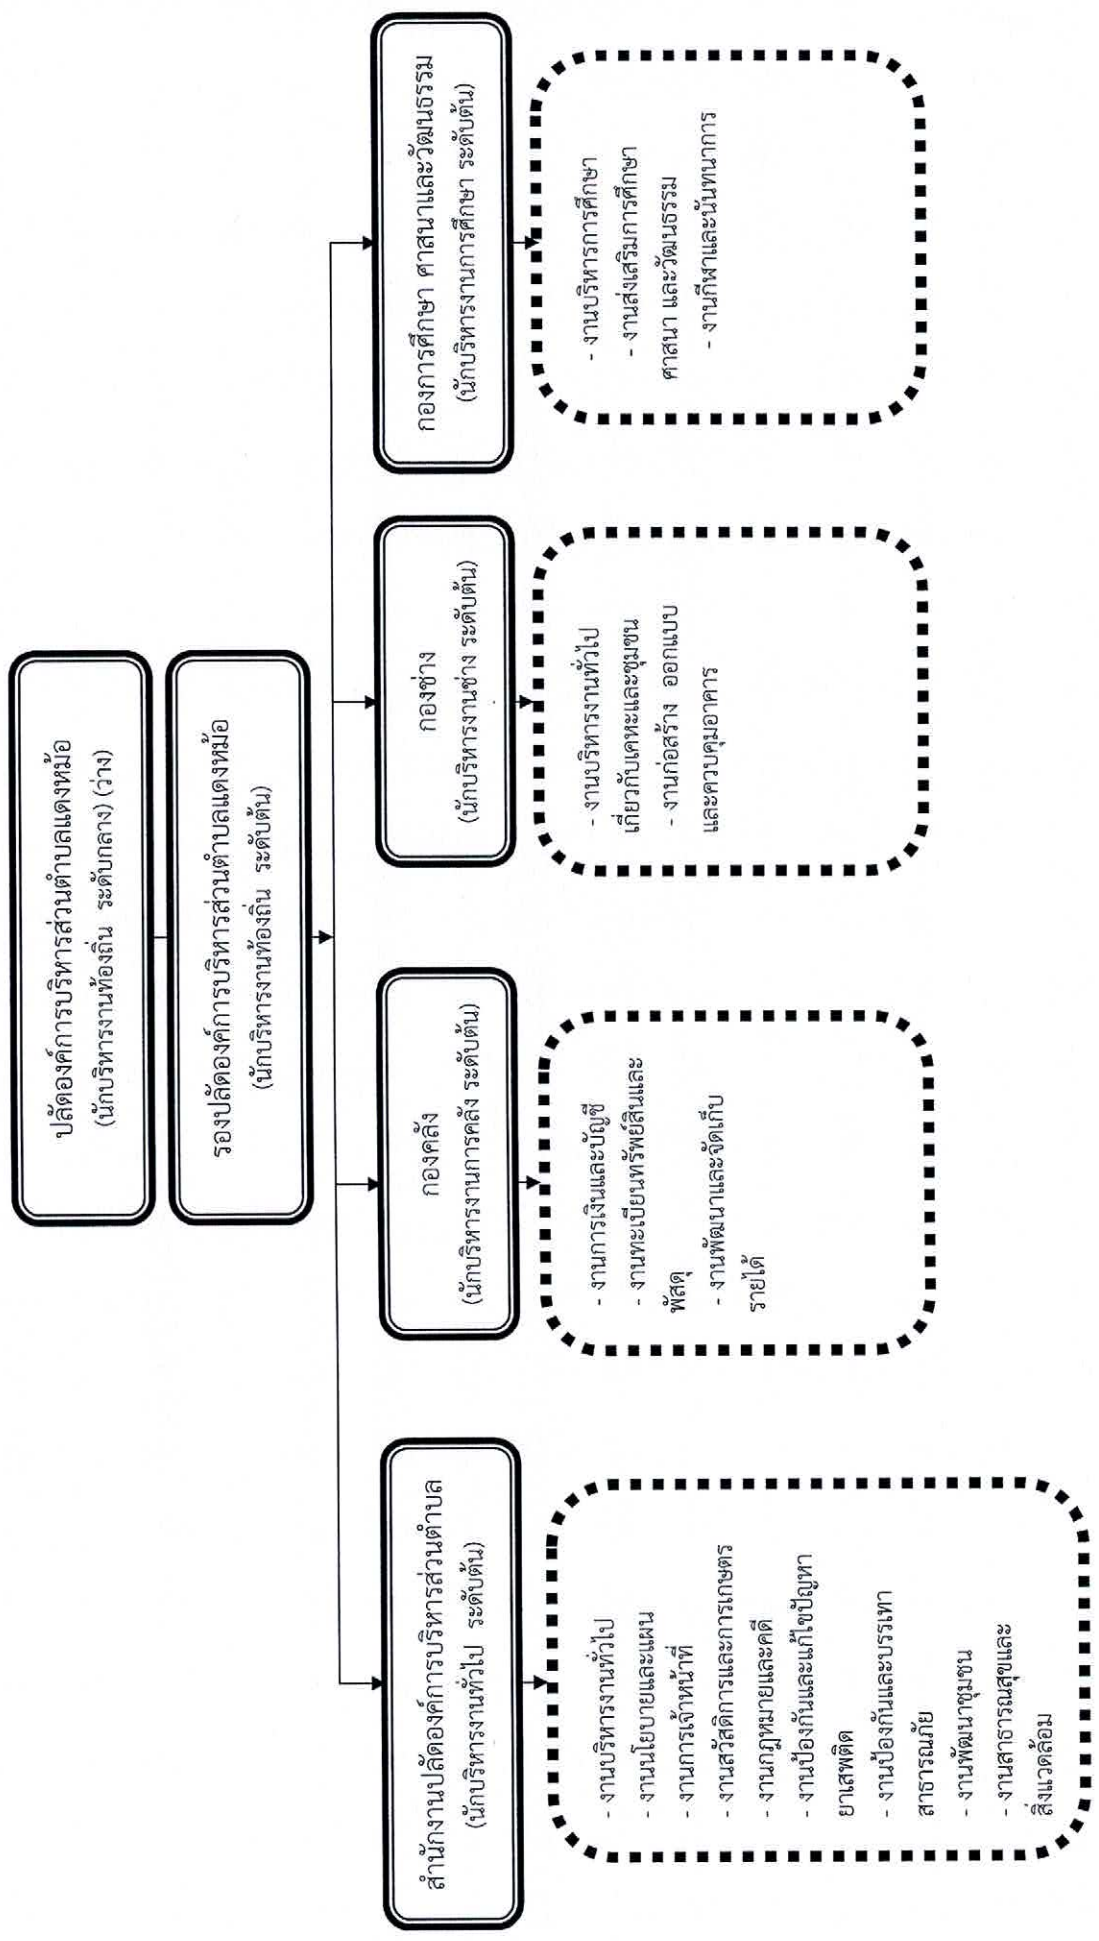 ปลัดองค์การบริหารส่วนตำบลแดงหม้อ
(นักบริหารงานท้องถิ่น ระดับกลาง) (ว่าง)
รองปลัดองค์การบริหารส่วนตำบลแดงหม้อ
(นักบริหารงานท้องถิ่น ระดับต้น)
สำนักงานปลัดองค์การบริหารส่วนตำบล
(นักบริหารงานทั่วไป ระดับต้น)
- งานบริหารงานทั่วไป
- งานนโยบายและแผน
- งานการเจ้าหน้าที่
- งานสวัสดิการและการเกษตร
- งานกฎหมายและคดี
- งานป้องกันและแก้ไขปัญหา
ยาเสพติด
- งานป้องกันและบรรเทา
สาธารณภัย
- งานพัฒนาชุมชน
- งานสาธารณสุขและ
สิ่งแวดล้อม
กองคลัง
(นักบริหารงานการคลัง ระดับต้น)
- งานการเงินและบัญชี
- งานทะเบียนทรัพย์สินและ
พัสดุ
- งานพัฒนาและจัดเก็บ
รายได้
กองช่าง
(นักบริหารงานช่าง ระดับต้น)
- งานบริหารงานทั่วไป
เกี่ยวกับเคหะและชุมชน
- งานก่อสร้าง ออกแบบ
และควบคุมอาคาร
กองการศึกษา ศาสนาและวัฒนธรรม
(นักบริหารงานการศึกษา ระดับต้น)
- งานบริหารการศึกษา
- งานส่งเสริมการศึกษา
ศาสนา และวัฒนธรรม
- งานกีฬาและนันทนาการ